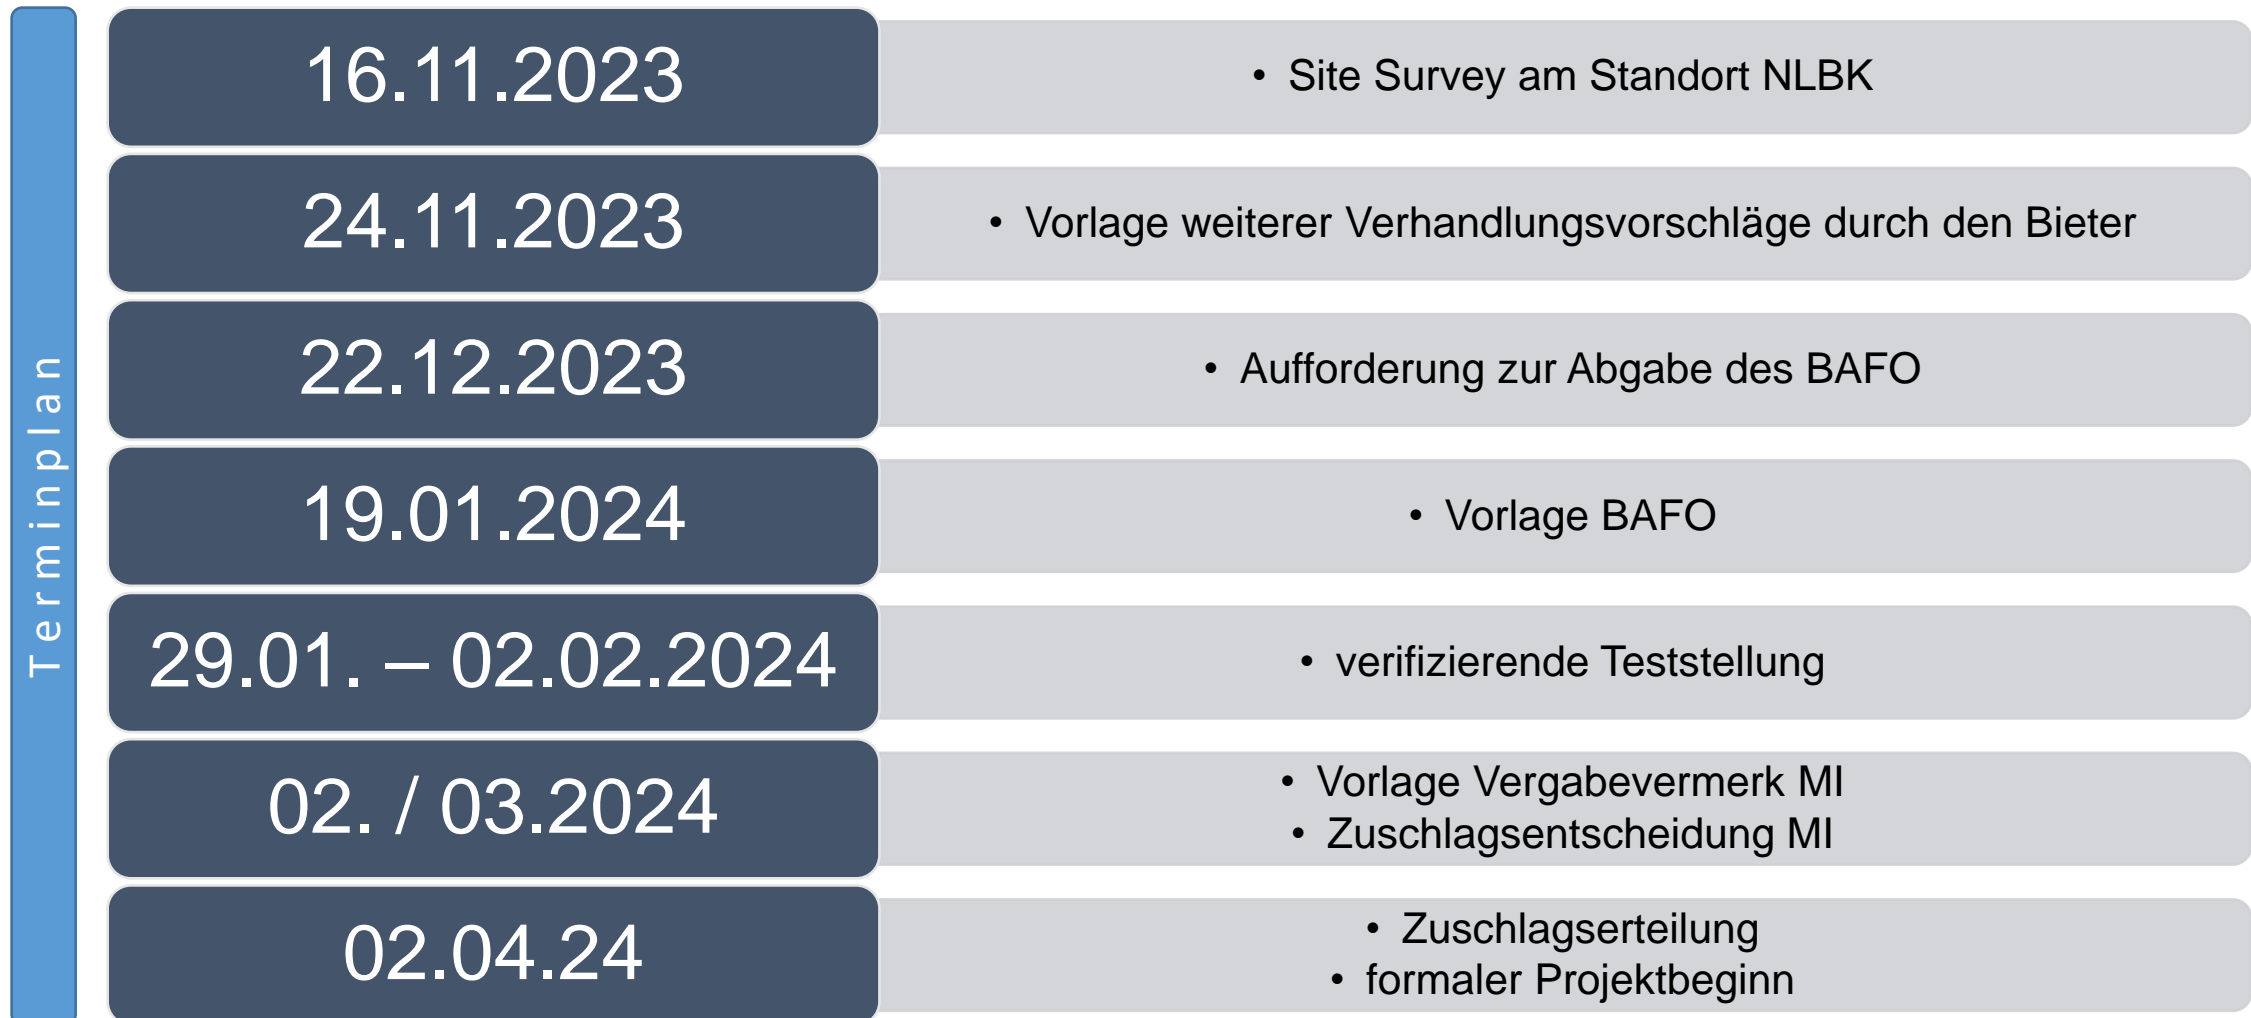 Terminplan
16.11.2023
• Site Survey am Standort NLBK
24.11.2023
• Vorlage weiterer Verhandlungsvorschläge durch den Bieter
22.12.2023
• Aufforderung zur Abgabe des BAFO
19.01.2024
• Vorlage BAFO
29.01. – 02.02.2024
• verifizierende Teststellung
02. / 03.2024
• Vorlage Vergabevermerk MI
• Zuschlagsentscheidung MI
02.04.24
• Zuschlagserteilung
• formaler Projektbeginn